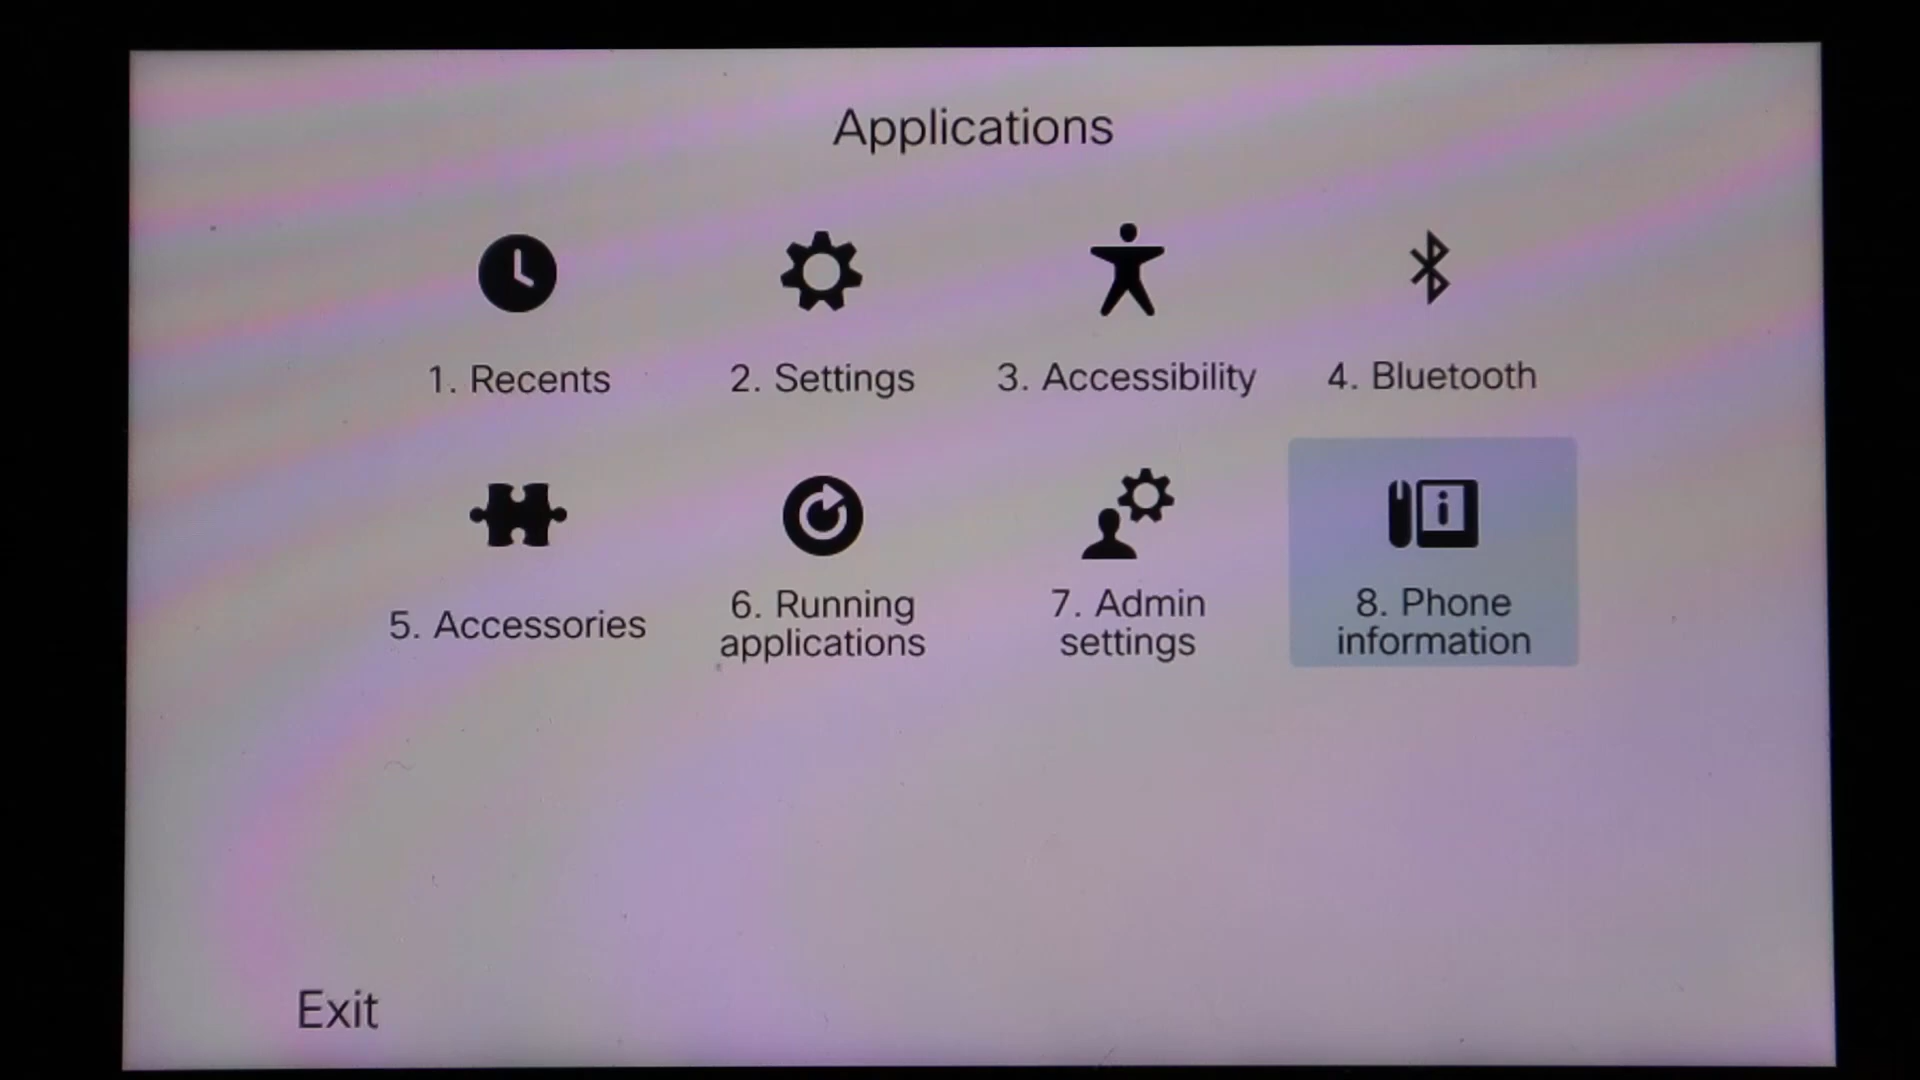 Applications
1. Recents
2. Settings
3. Accessibility
4. Bluetooth
5. Accessories
6. Running
applications
7. Admin
settings
8. Phone
information
Exit